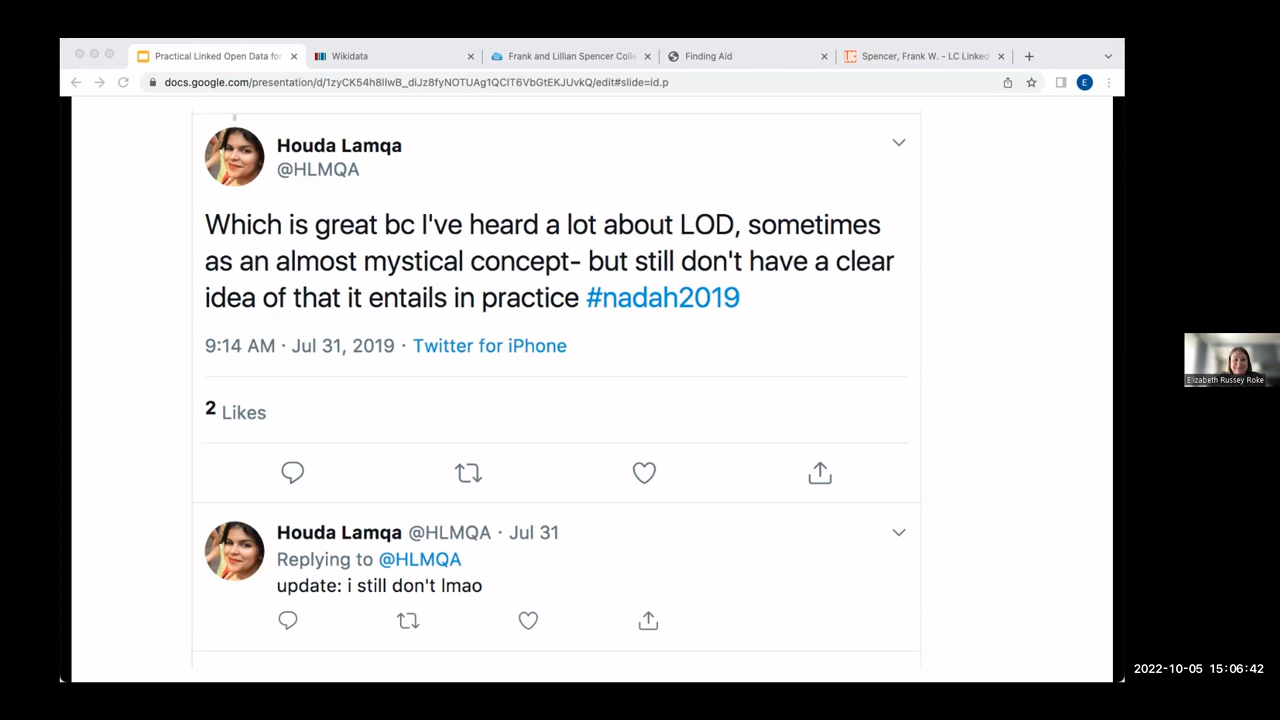 Practical Linked Open Data for
Wikidata
Frank and Lillian Spencer Colle
Finding Aid
Spencer, Frank W. - LC Linked
docs.google.com/presentation/d/1zyCK54h8IlwB_diJz8fyNOTUAg1QClT6VbGtEKJUvkQ/edit#slide=id.p
E
Houda Lamqa
@HLMQA
Which is great bc I've heard a lot about LOD, sometimes
as an almost mystical concept- but still don't have a clear
idea of that it entails in practice #nadah2019
9:14 AM · Jul 31, 2019 · Twitter for iPhone
2 Likes
Houda Lamqa @HLMQA · Jul 31
Replying to @HLMQA
update: i still don't lmao
Elizabeth Russey Roke
2022-10-05 15:06:42